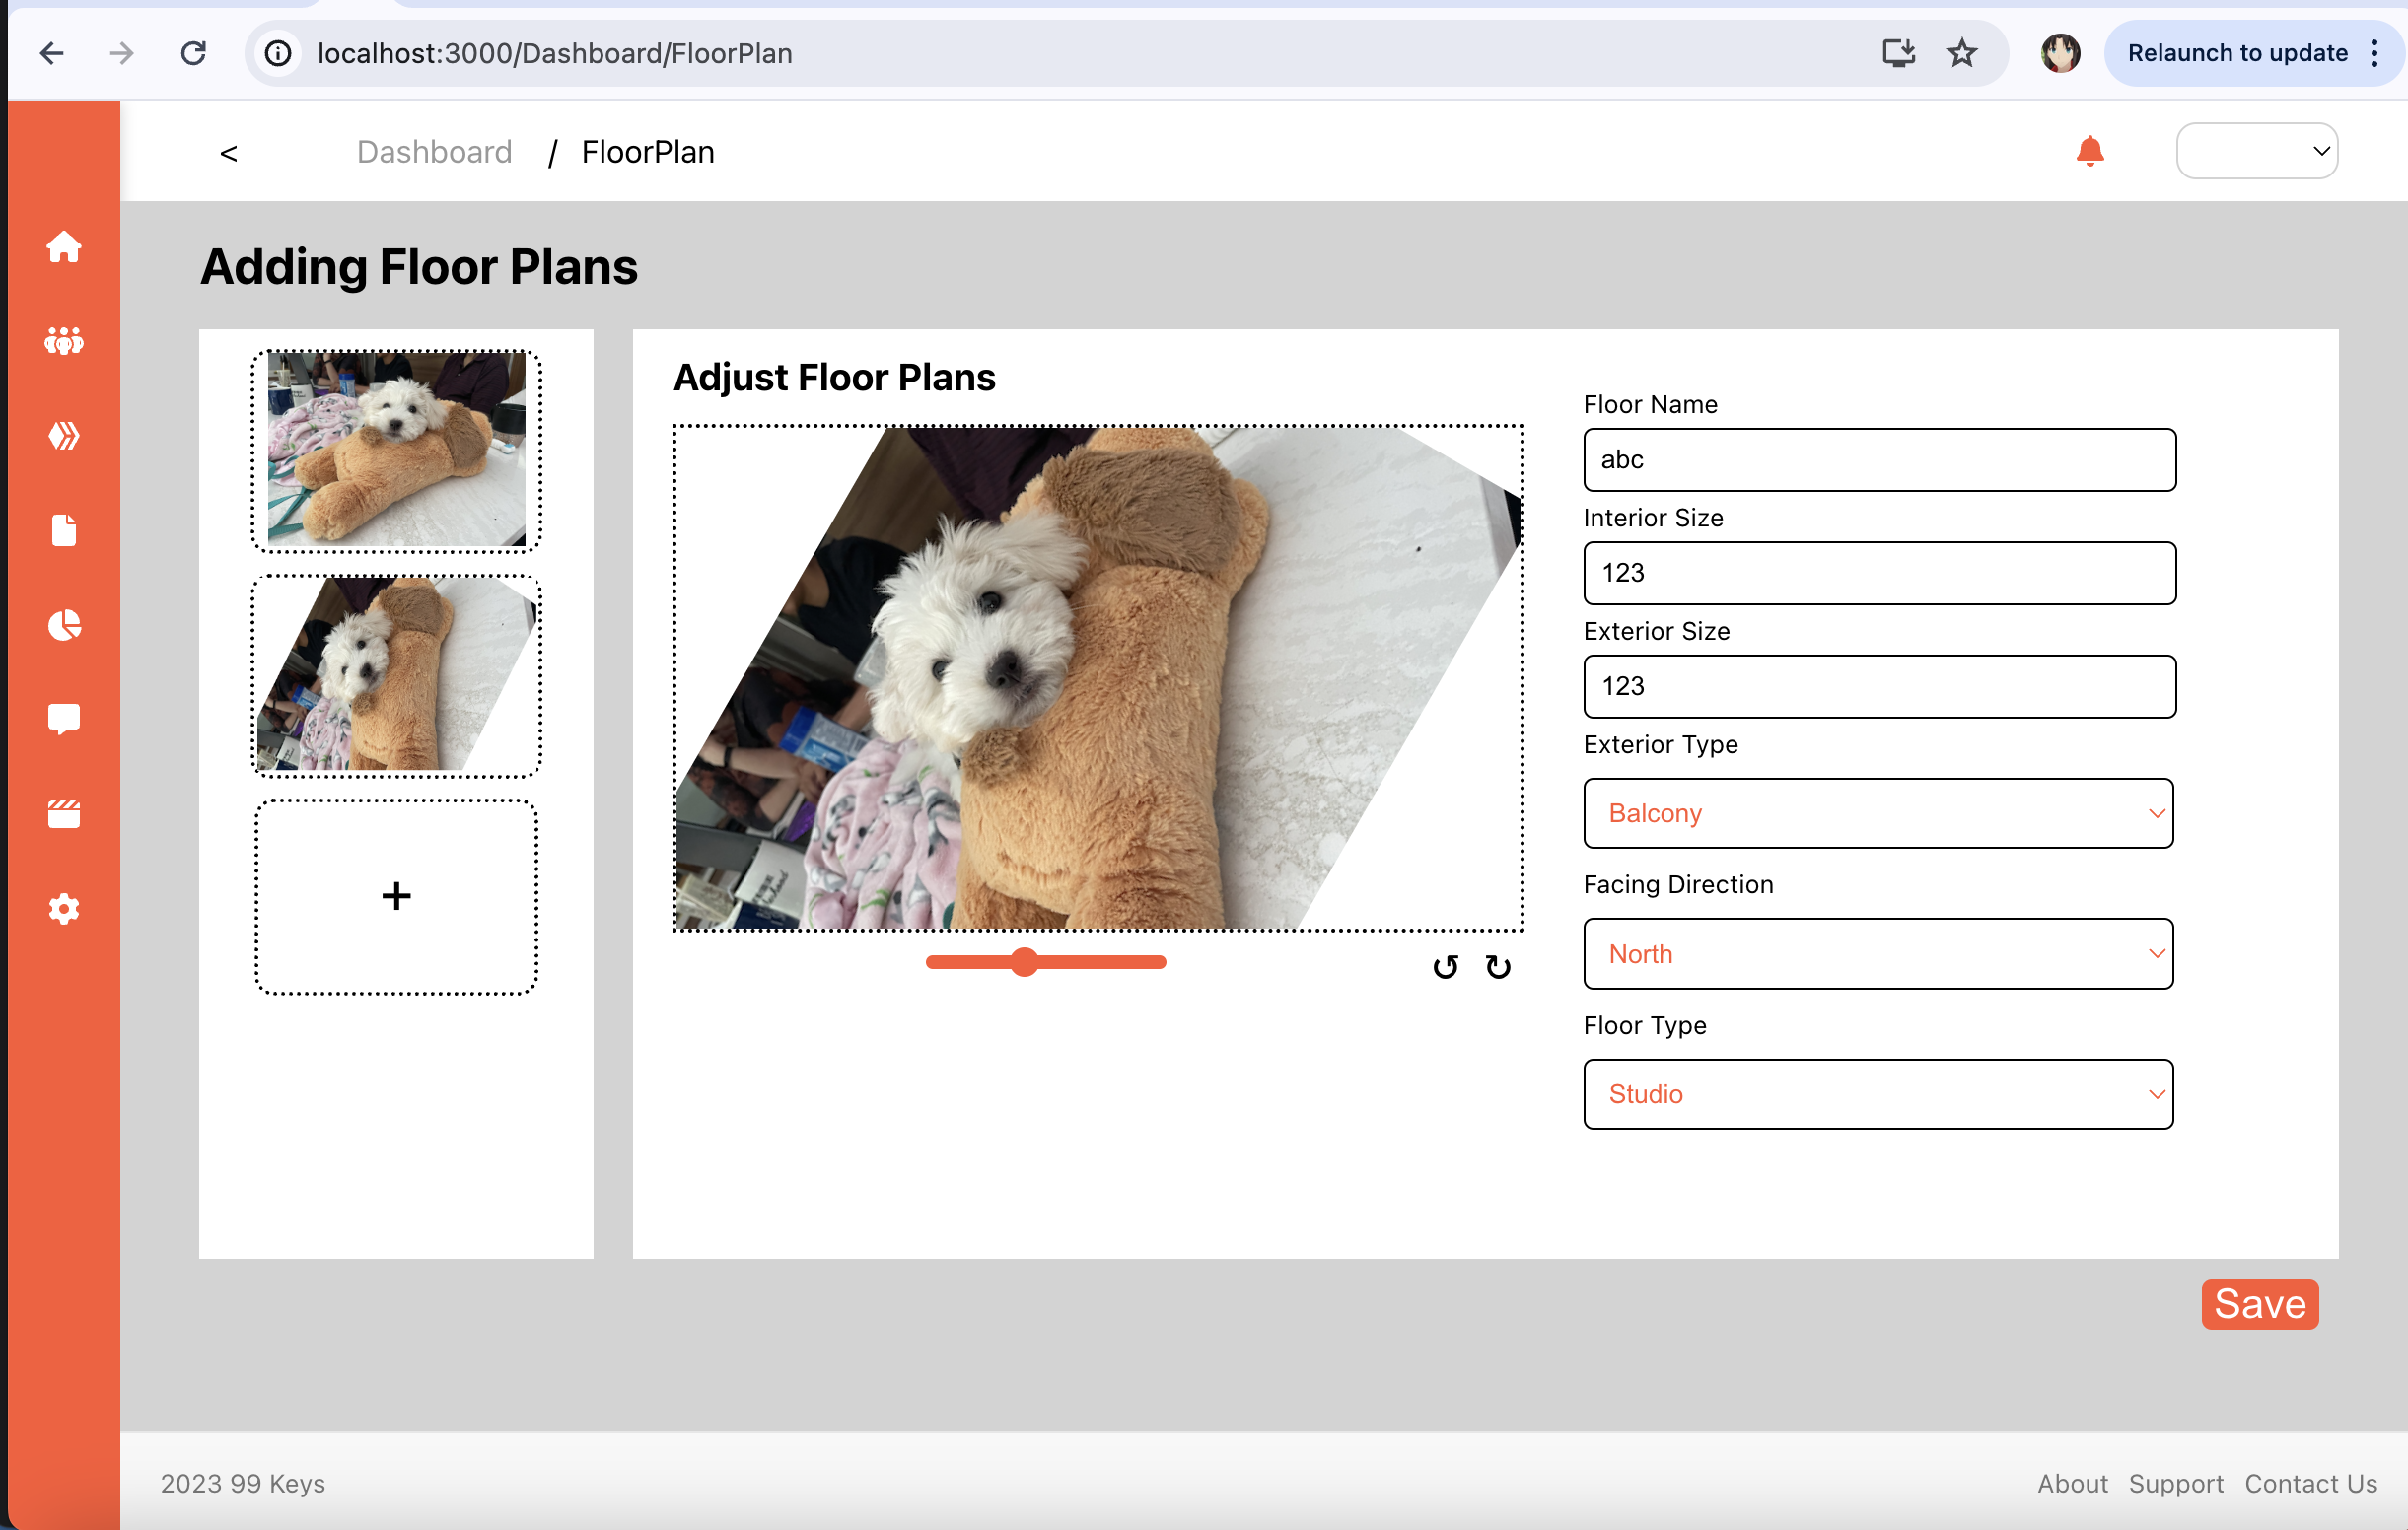 localhost:3000/Dashboard/FloorPlan
Relaunch to update
< Dashboard / FloorPlan
Adding Floor Plans
Adjust Floor Plans
Floor Name
abc
Interior Size
123
Exterior Size
123
Exterior Type
Balcony
Facing Direction
North
Floor Type
Studio
+
Save
2023 99 Keys
About Support Contact Us